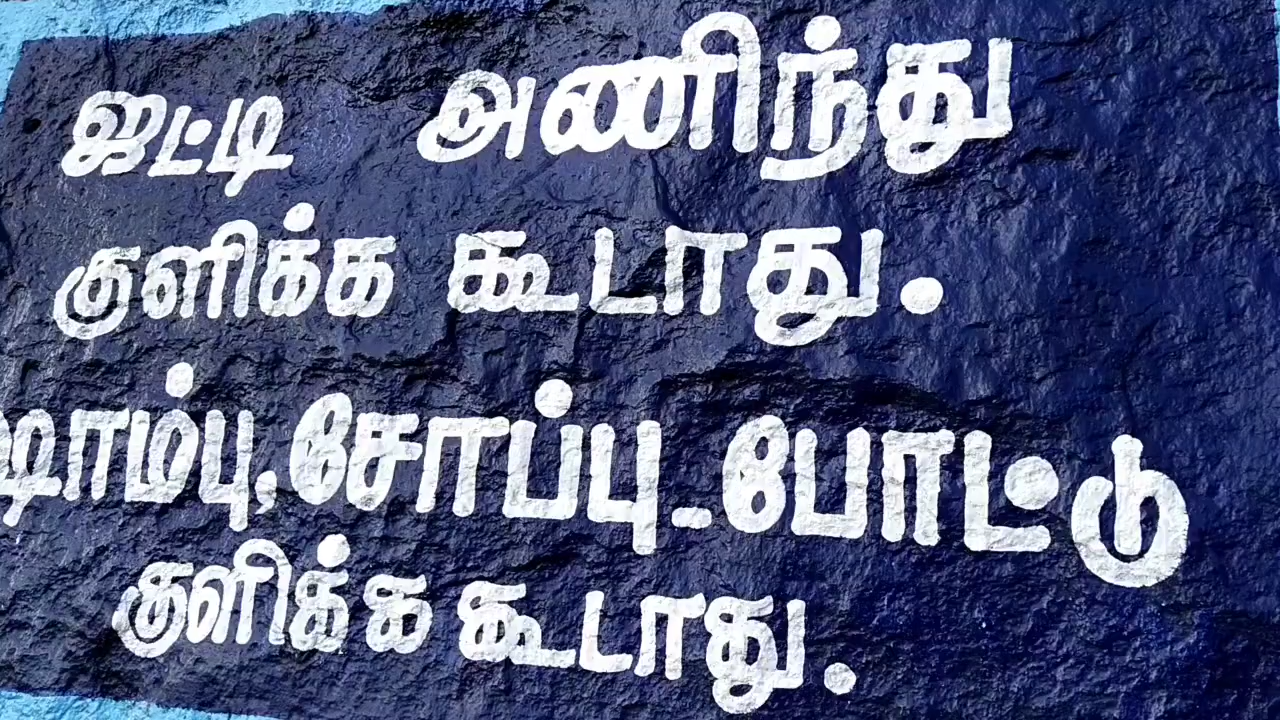 ஜட்டி அணிந்து
குளிக்க கூடாது.
ஷாம்பு,சோப்பு-போட்டு
குளிக்க கூடாது.